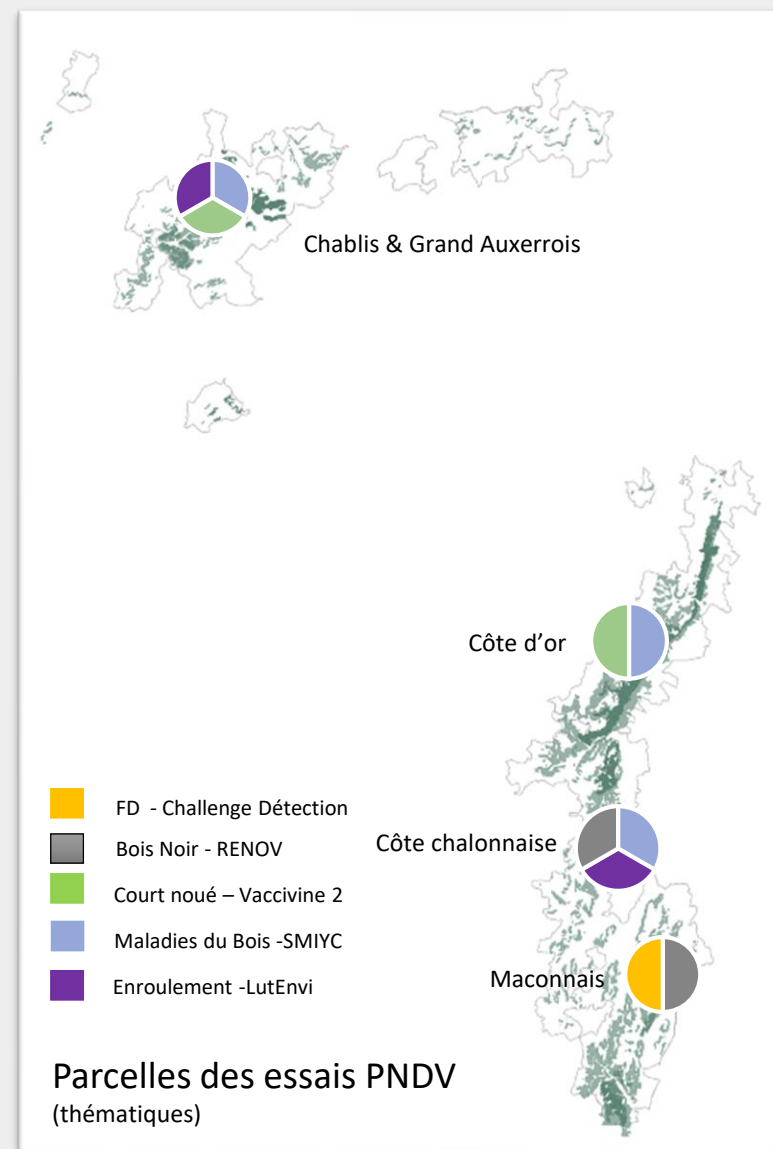 Chablis & Grand Auxerrois
Côte d’or
Côte chalonnaise
Maconnais
FD - Challenge Détection
Bois Noir - RENOV
Court noué – Vaccivine 2
Maladies du Bois -SMIYC
Enroulement -LutEnvi
Parcelles des essais PNDV
(thématiques)